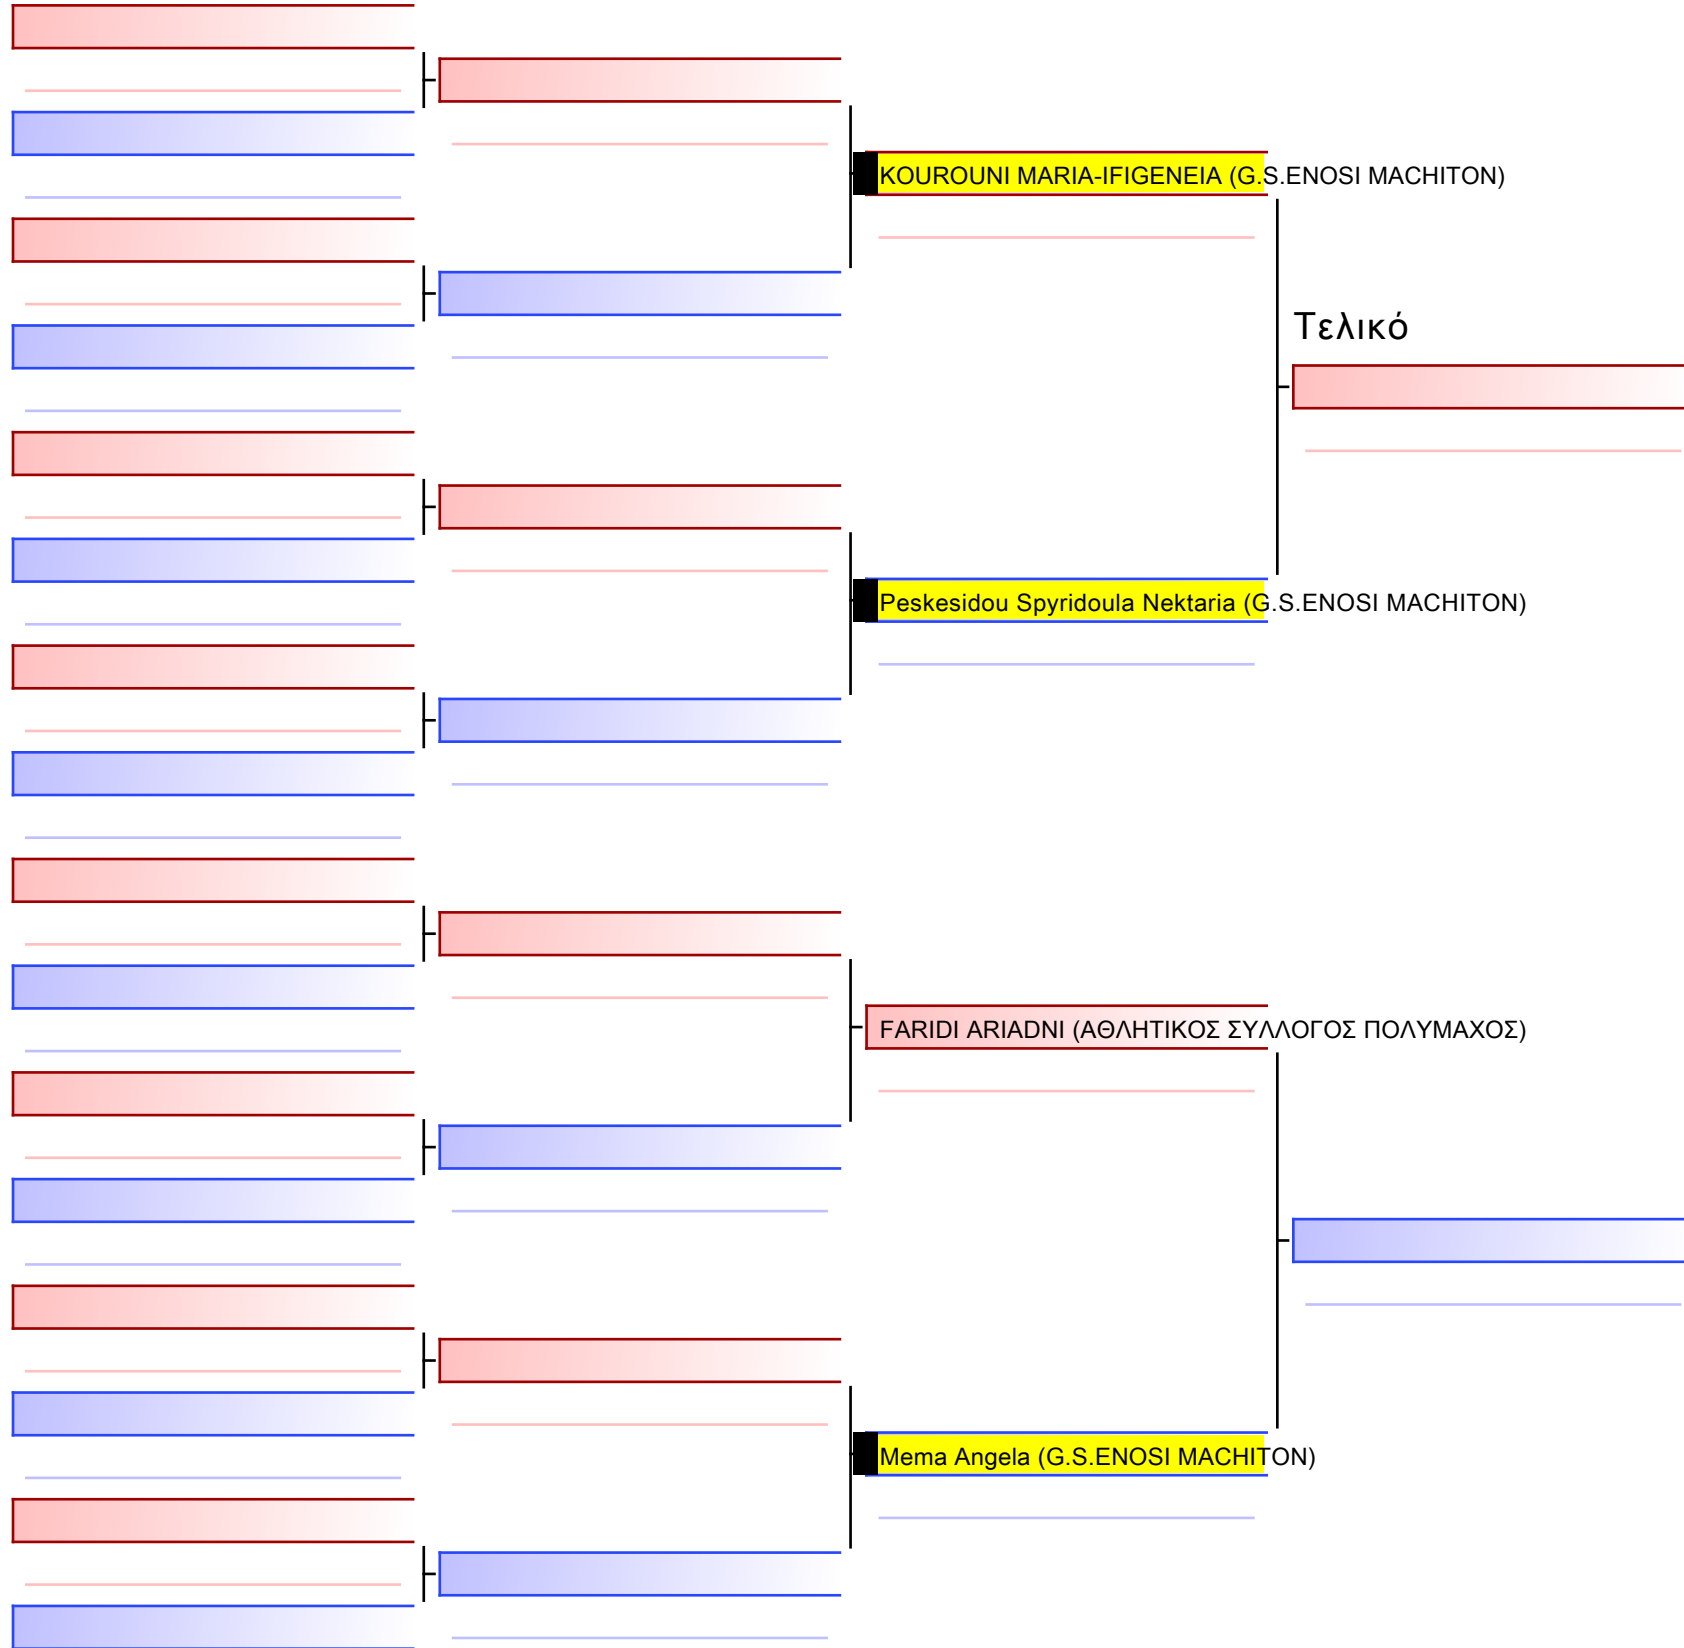 KOUROUNI MARIA-IFIGENEIA (G.S.ENOSI MACHITON)
Τελικό
Peskesidou Spyridoula Nektaria (G.S.ENOSI MACHITON)
FARIDI ARIADNI (ΑΘΛΗΤΙΚΟΣ ΣΥΛΛΟΓΟΣ ΠΟΛΥΜΑΧΟΣ)
Mema Angela (G.S.ENOSI MACHITON)